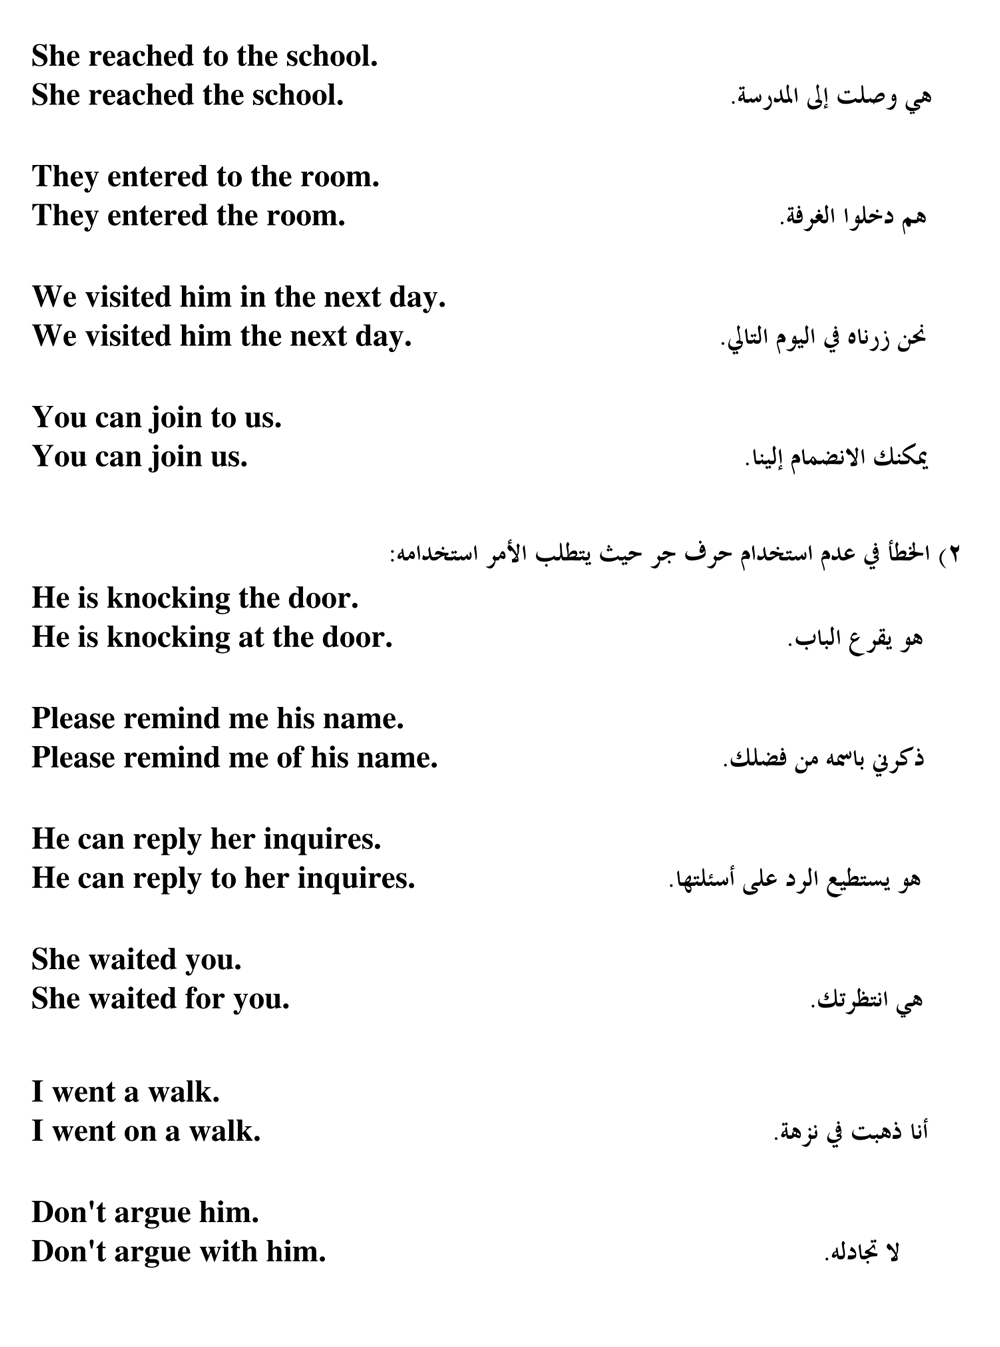 She reached to the school.
She reached the school. هي وصلت إلى المدرسة.
They entered to the room.
They entered the room. هم دخلوا الغرفة.
We visited him in the next day.
We visited him the next day. نحن زرناه في اليوم التالي.
You can join to us.
You can join us. يمكنك الانضمام إلينا.
٢) الخطأ في عدم استخدام حرف جر حيث يتطلب الأمر استخدامه:
He is knocking the door.
He is knocking at the door. هو يقرع الباب.
Please remind me his name.
Please remind me of his name. ذكرني باسمه من فضلك.
He can reply her inquires.
He can reply to her inquires. هو يستطيع الرد على أسئلتها.
She waited you.
She waited for you. هي انتظرتك.
I went a walk.
I went on a walk. أنا ذهبت في نزهة.
Don't argue him.
Don't argue with him. لا تجادله.